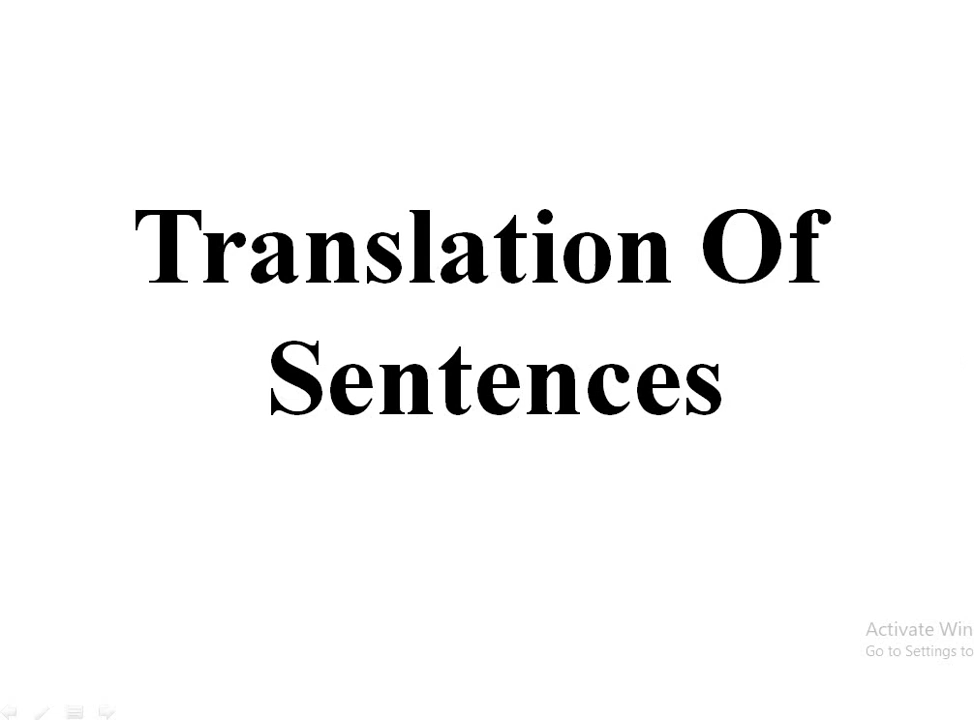 Translation Of
Sentences
Activate Win
Go to Settings to